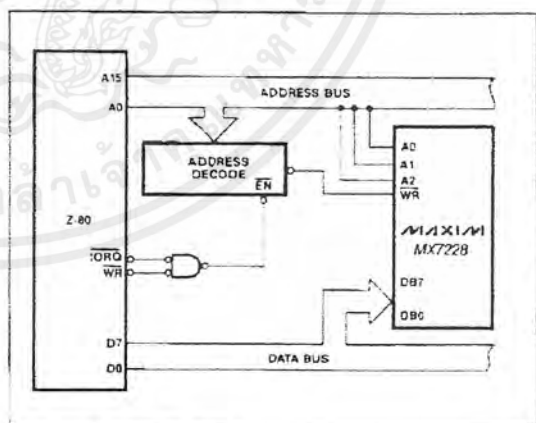 A15
ADDRESS BUS
A0
ADDRESS
DECODE
EN
A0
A1
A2
WR
MAXIM
MX7228
Z-80
IORQ
WR
DB7
DB0
D7
D0
DATA BUS